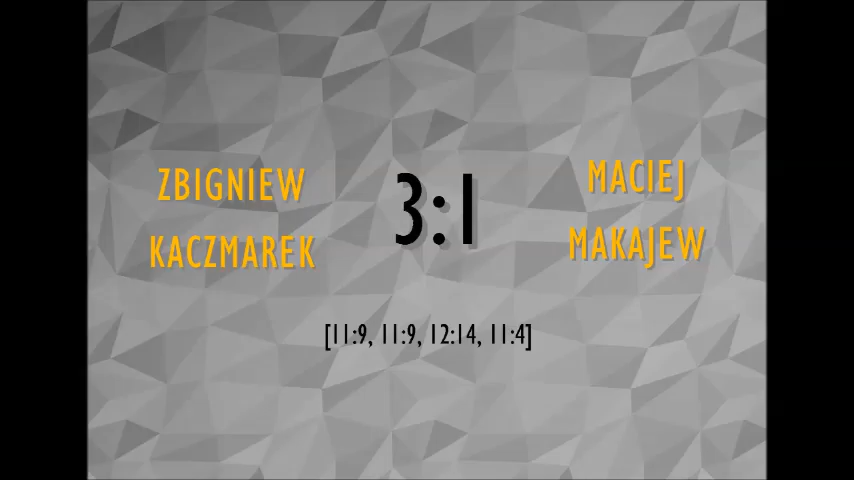 ZBIGNIEW
KACZMAREK
3:1
MACIEJ
MAKAJEW
[11:9, 11:9, 12:14, 11:4]